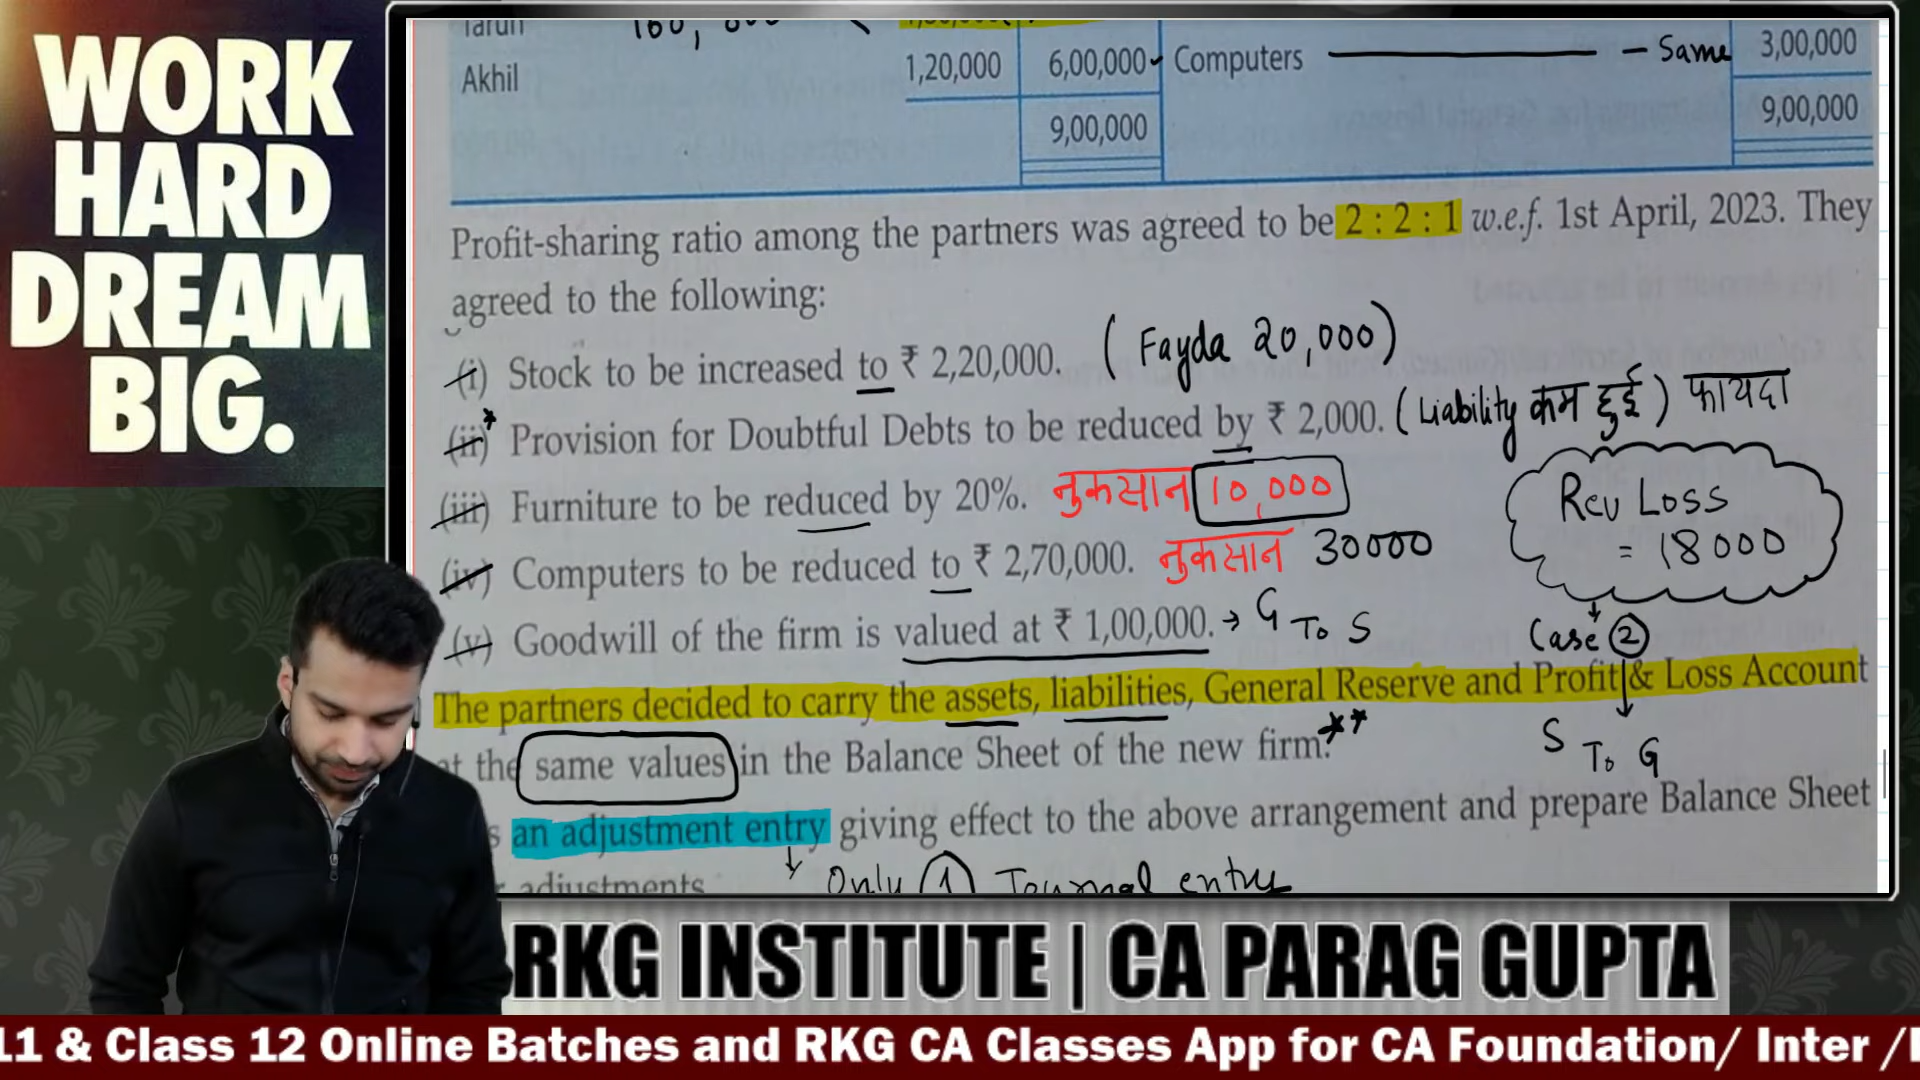 WORK
HARD
DREAM
BIG.
Tarun
Akhil 1,20,000 6,00,000 Computers — Same 3,00,000
9,00,000 9,00,000
Profit-sharing ratio among the partners was agreed to be 2 : 2 : 1 w.e.f. 1st April, 2023. They
agreed to the following:
(i) Stock to be increased to ₹ 2,20,000. (Fayda 20,000)
(ii)* Provision for Doubtful Debts to be reduced by ₹ 2,000. (Liability कम हुई) फायदा
(iii) Furniture to be reduced by 20%. नुकसान 10,000
Rev Loss
= 18000
(iv) Computers to be reduced to ₹ 2,70,000. नुकसान 30000
(v) Goodwill of the firm is valued at ₹ 1,00,000. → G To S
Case 2
The partners decided to carry the assets, liabilities, General Reserve and Profit & Loss Account
at the same values in the Balance Sheet of the new firm.**
S To G
s an adjustment entry giving effect to the above arrangement and prepare Balance Sheet
adjustments
Only 1 Journal entry
RKG INSTITUTE | CA PARAG GUPTA
11 & Class 12 Online Batches and RKG CA Classes App for CA Foundation/ Inter /